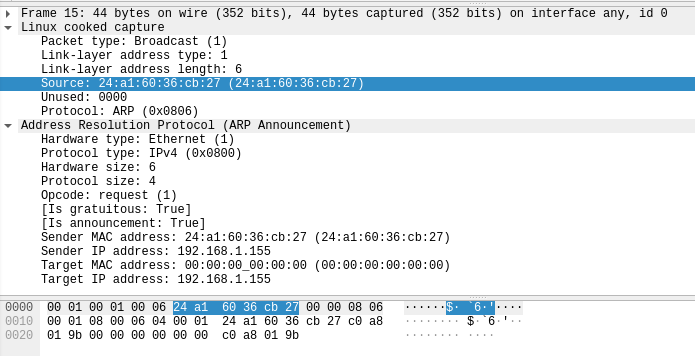 Frame 15: 44 bytes on wire (352 bits), 44 bytes captured (352 bits) on interface any, id 0
Linux cooked capture
Packet type: Broadcast (1)
Link-layer address type: 1
Link-layer address length: 6
Source: 24:a1:60:36:cb:27 (24:a1:60:36:cb:27)
Unused: 0000
Protocol: ARP (0x0806)
Address Resolution Protocol (ARP Announcement)
Hardware type: Ethernet (1)
Protocol type: IPv4 (0x0800)
Hardware size: 6
Protocol size: 4
Opcode: request (1)
[Is gratuitous: True]
[Is announcement: True]
Sender MAC address: 24:a1:60:36:cb:27 (24:a1:60:36:cb:27)
Sender IP address: 192.168.1.155
Target MAC address: 00:00:00_00:00:00 (00:00:00:00:00:00)
Target IP address: 192.168.1.155
0000 00 01 00 01 00 06 24 a1 60 36 cb 27 00 00 08 06 ······$· `6·'····
0010 00 01 08 00 06 04 00 01 24 a1 60 36 cb 27 c0 a8 ········ $·`6·'··
0020 01 9b 00 00 00 00 00 00 c0 a8 01 9b ········ ····